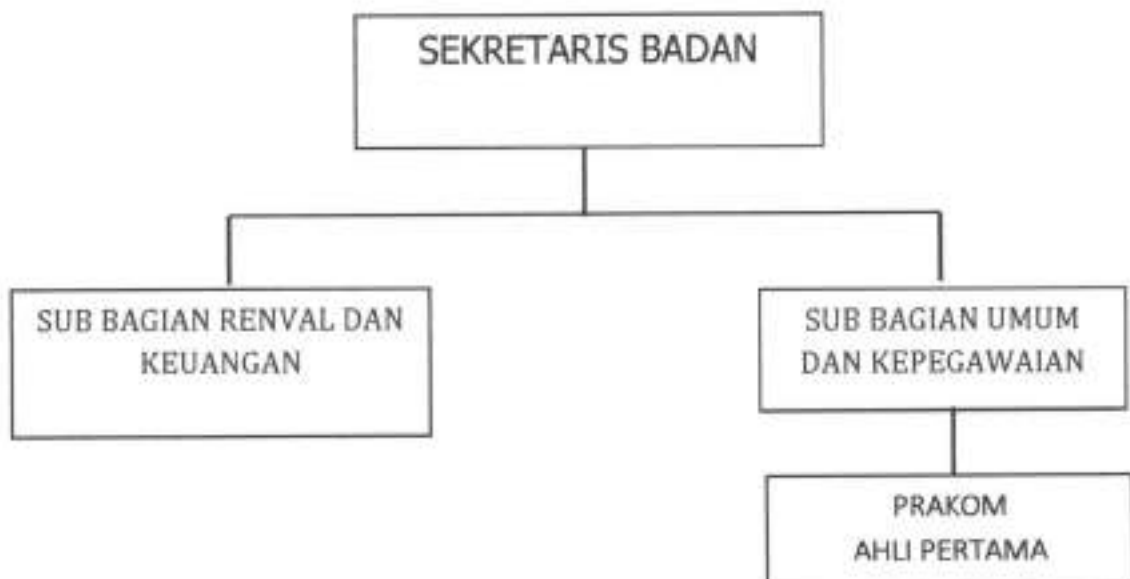 SEKRETARIS BADAN
SUB BAGIAN RENVAL DAN
KEUANGAN
SUB BAGIAN UMUM
DAN KEPEGAWAIAN
PRAKOM
AHLI PERTAMA